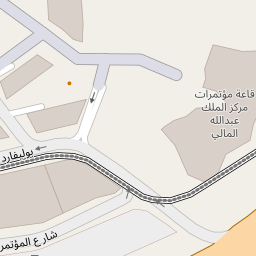 قاعة مؤتمرات
مركز الملك
عبدالله
المالي
بوليفارد
شارع المؤتمر